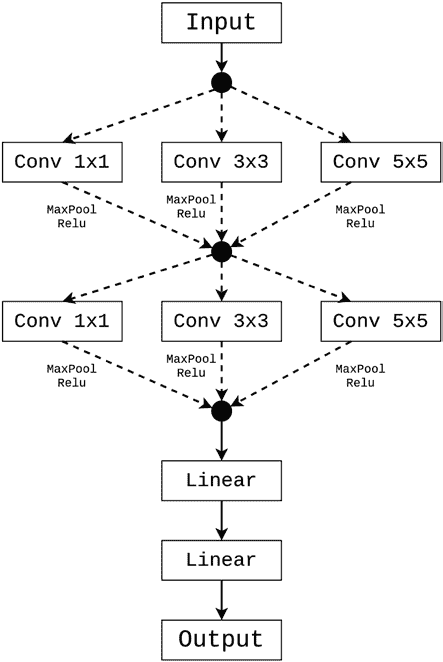 Input
Conv 1x1
Conv 3x3
Conv 5x5
MaxPool
Relu
MaxPool
Relu
MaxPool
Relu
Conv 1x1
Conv 3x3
Conv 5x5
MaxPool
Relu
MaxPool
Relu
MaxPool
Relu
Linear
Linear
Output